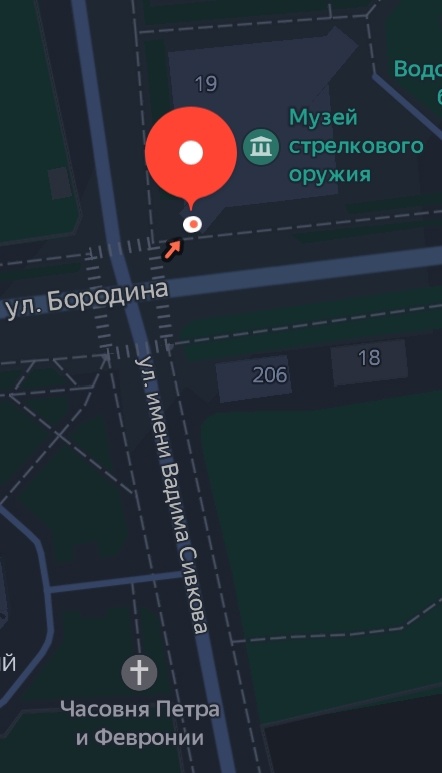 19
Водо
б
Музей
стрелкового
оружия
ул. Бородина
18
206
ул. имени Вадима Сивкова
й
Часовня Петра
и Февронии